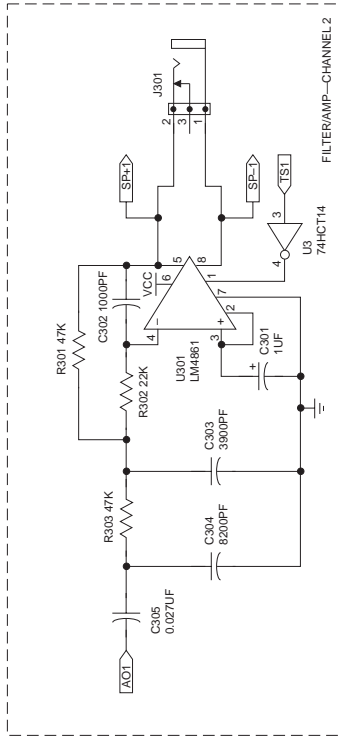 FILTER/AMP—CHANNEL 2
J301
2
3
1
SP+1
SP–1
TS1
3
4
U3
74HCT14
R301 47K
C302 1000PF
VCC
6
5
8
1
7
2
4
–
3
+
U301
LM4861
R302 22K
C301
1UF
+
R303 47K
C303
3900PF
C304
8200PF
C305
0.027UF
AO1